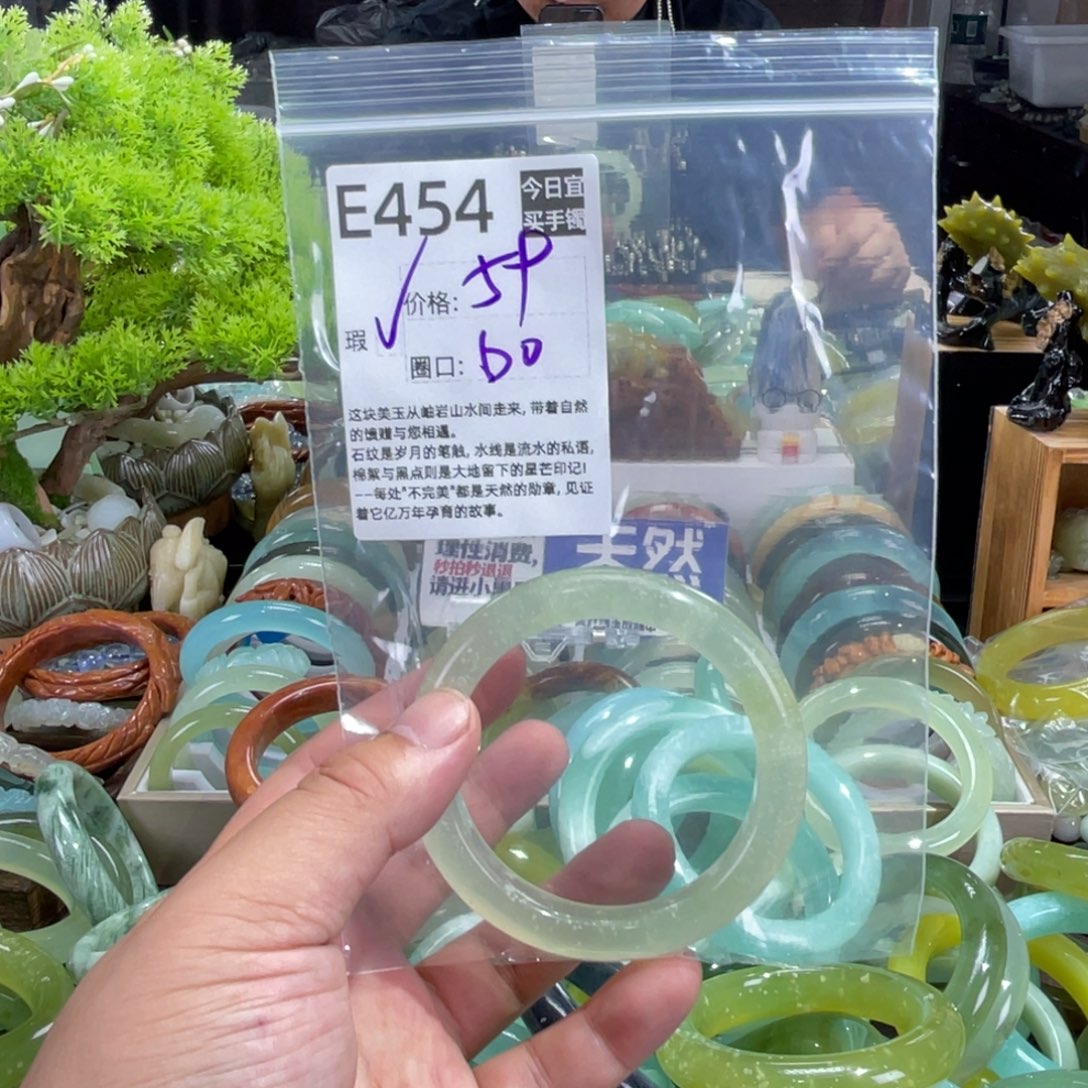 E454
今日宜
买手镯
瑕
价格: 59
圈口: 60
这块美玉从岫岩山水间走来, 带着自然
的馈赠与您相遇。
石纹是岁月的笔触, 水线是流水的私语,
棉絮与黑点则是大地留下的星芒印记!
--每处"不完美"都是天然的勋章, 见证
着它亿万年孕育的故事。
理性消费,
秒拍秒退退
请进小黑
天然